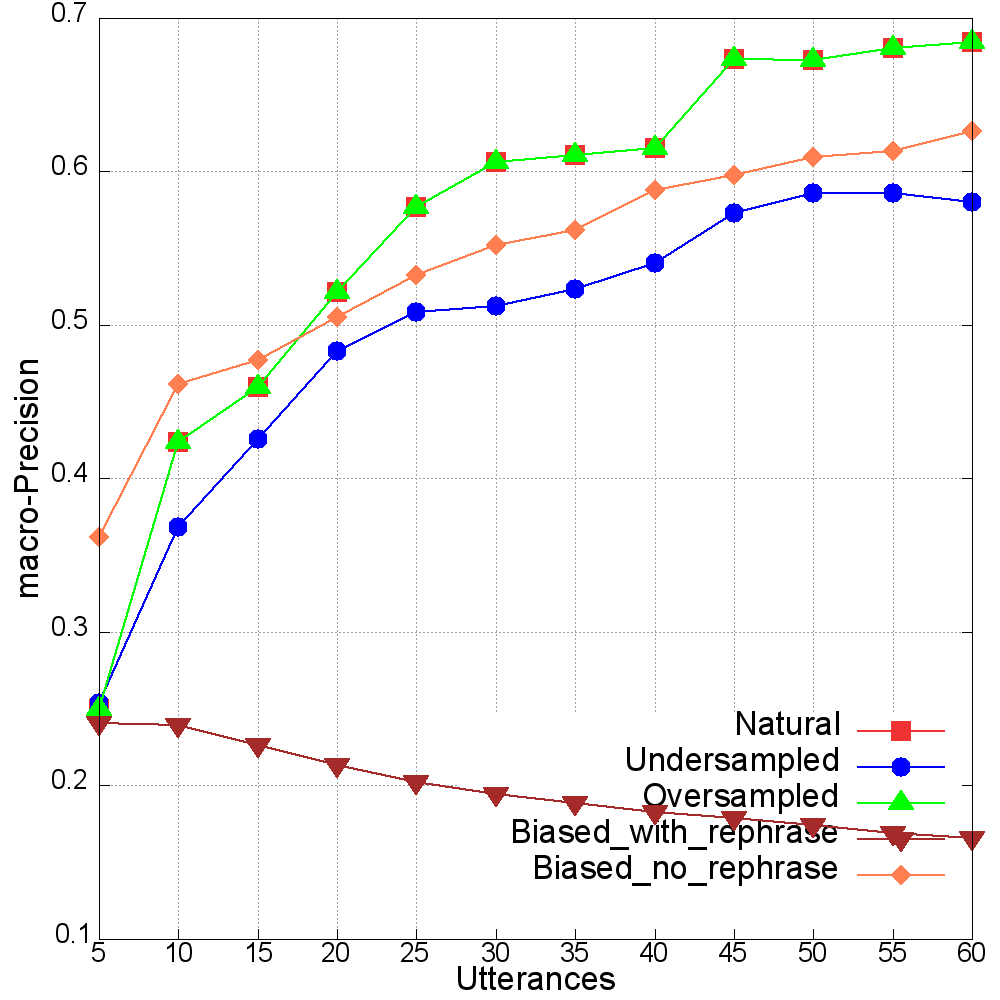 0.7
0.6
0.5
0.4
0.3
0.2
0.1
macro-Precision
Natural
Undersampled
Oversampled
Biased_with_rephrase
Biased_no_rephrase
5 10 15 20 25 30 35 40 45 50 55 60
Utterances